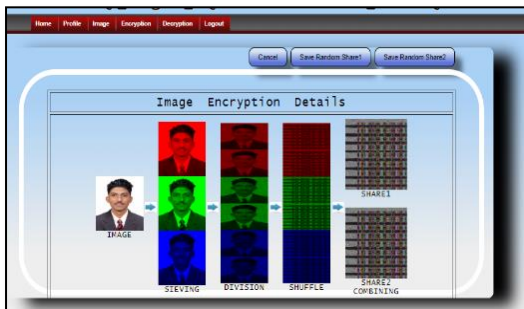 Home Profile Image Encryption Decryption Logout
Cancel Save Random Share1 Save Random Share2
Image Encryption Details
SHARE1
IMAGE
SIEVING DIVISION SHUFFLE SHARE2
COMBINING